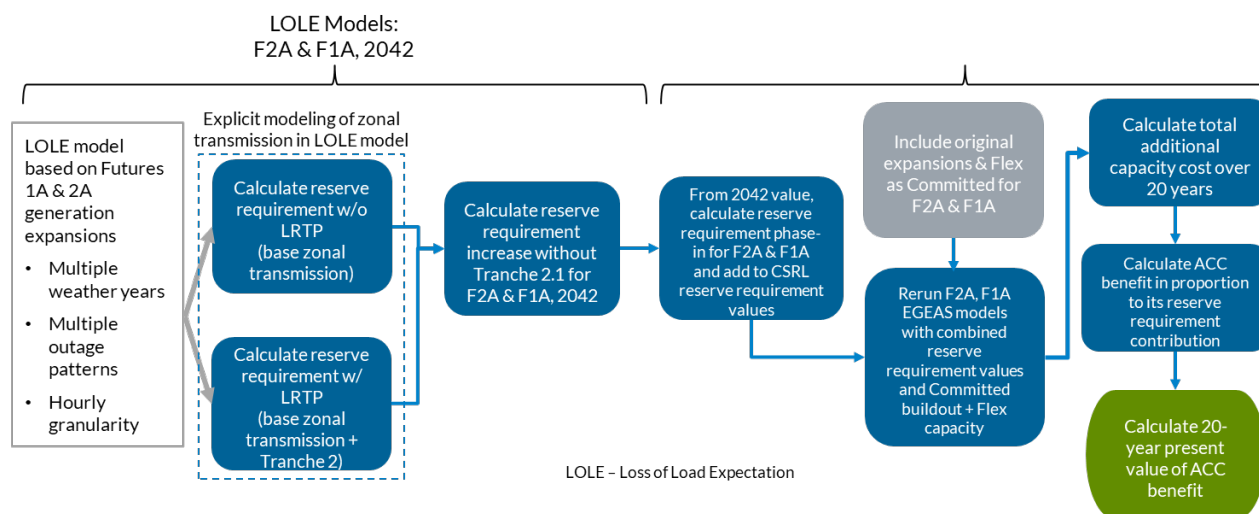 LOLE Models:
F2A & F1A, 2042
LOLE model
based on Futures
1A & 2A
generation
expansions
• Multiple
weather years
• Multiple
outage
patterns
• Hourly
granularity
Explicit modeling of zonal
transmission in LOLE model
Calculate reserve
requirement w/o
LRTP
(base zonal
transmission)
Calculate reserve
requirement w/
LRTP
(base zonal
transmission +
Tranche 2)
Calculate reserve
requirement
increase without
Tranche 2.1 for
F2A & F1A, 2042
From 2042 value,
calculate reserve
requirement phase-
in for F2A & F1A
and add to CSRL
reserve requirement
values
Include original
expansions & Flex
as Committed for
F2A & F1A
Rerun F2A, F1A
EGEAS models
with combined
reserve
requirement values
and Committed
buildout + Flex
capacity
Calculate total
additional
capacity cost over
20 years
Calculate ACC
benefit in proportion
to its reserve
requirement
contribution
Calculate 20-
year present
value of ACC
benefit
LOLE – Loss of Load Expectation